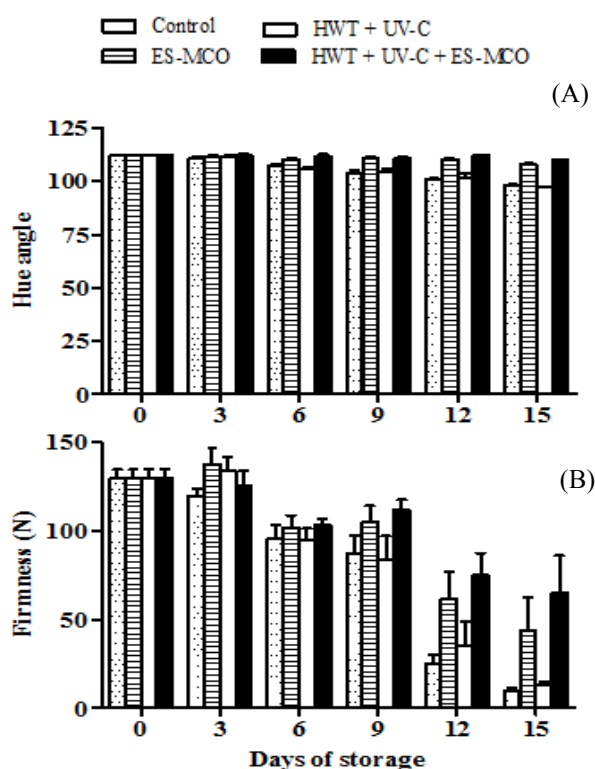 Control HWT + UV-C
ES-MCO HWT + UV-C + ES-MCO
(A)
125
100
75
50
25
0
Hue angle
0 3 6 9 12 15
150
100
50
0
Firmness (N)
(B)
0 3 6 9 12 15
Days of storage